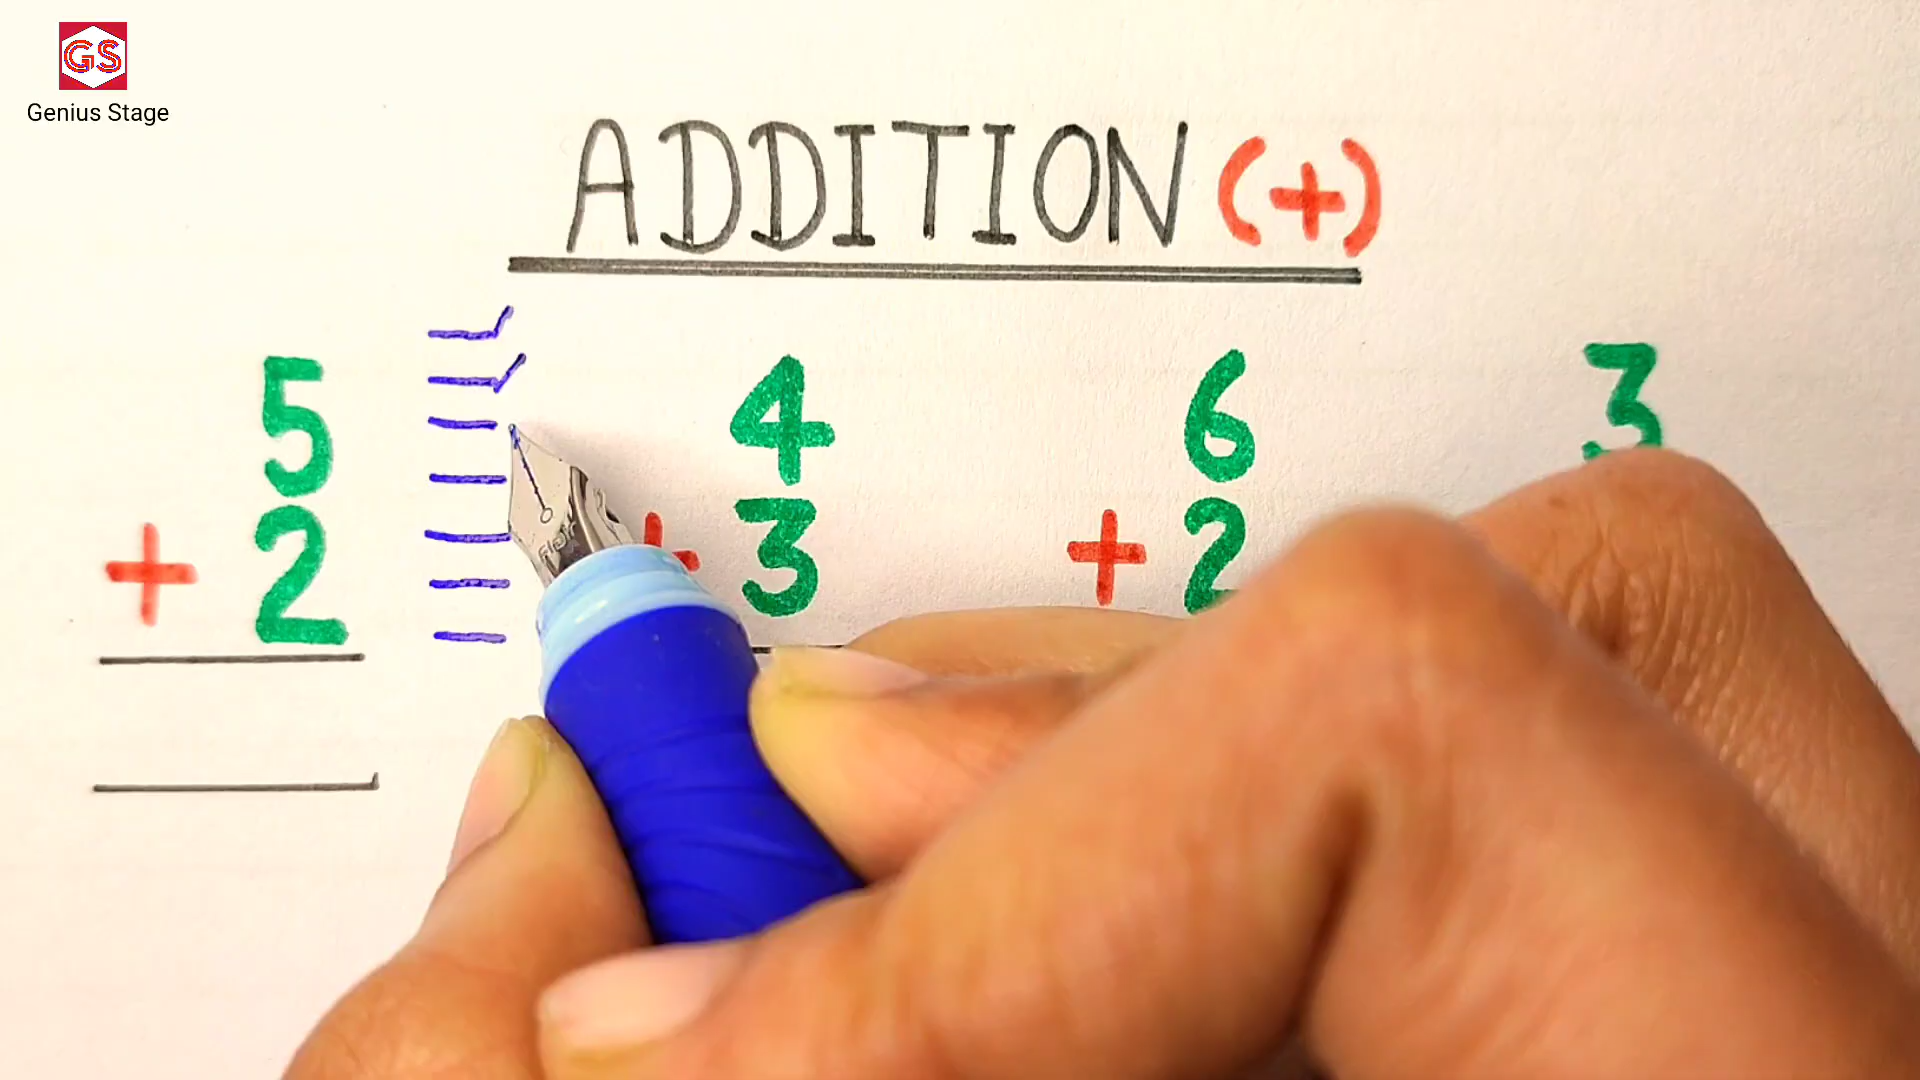 GS
Genius Stage
ADDITION (+)
5 4 6 3
+ 2 + 3 + 2